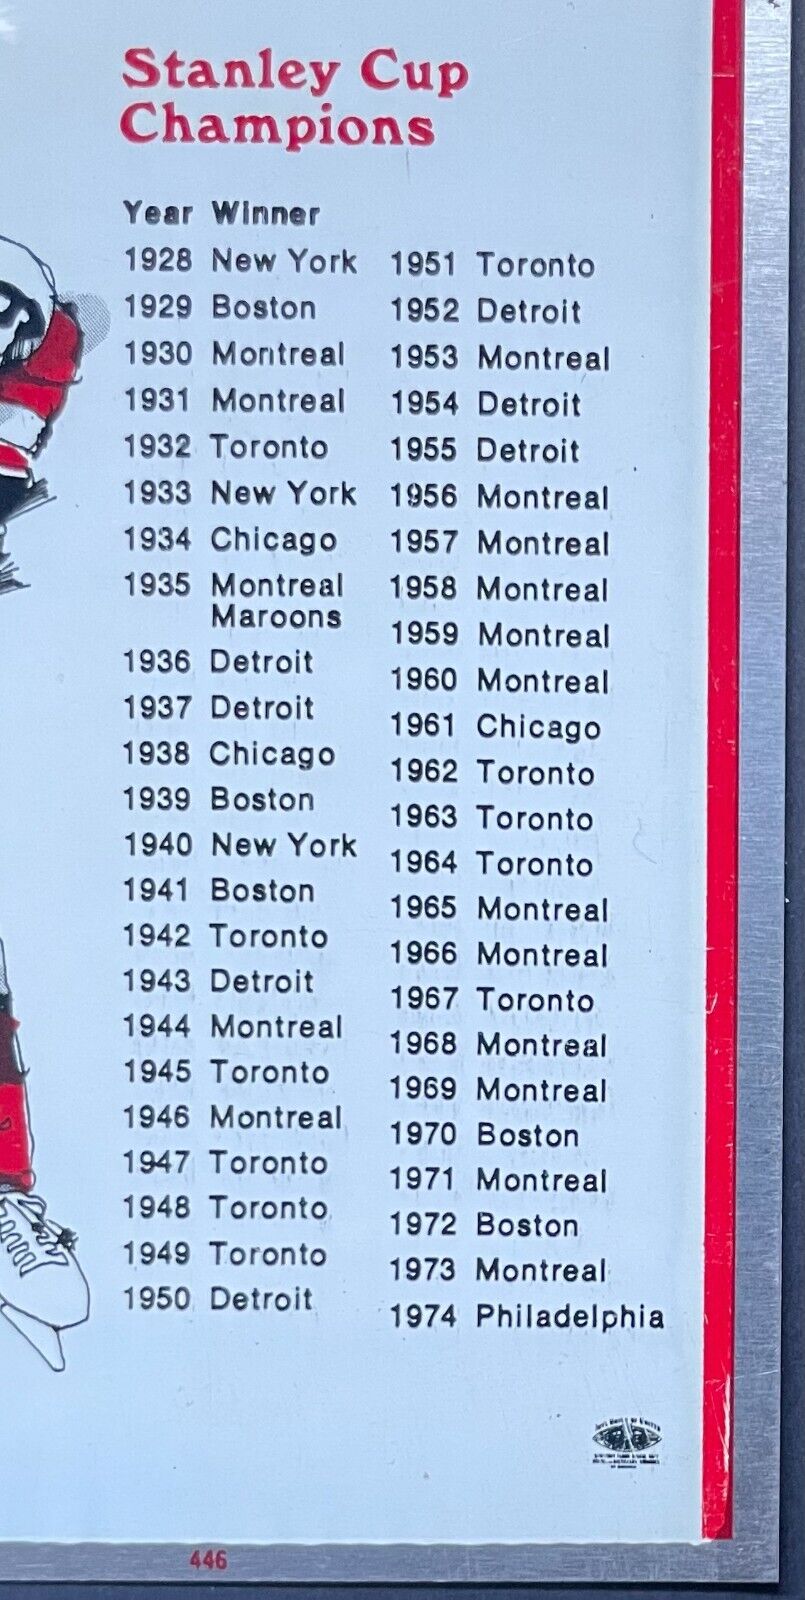 Stanley Cup
Champions
Year Winner
1928 New York
1929 Boston
1930 Montreal
1931 Montreal
1932 Toronto
1933 New York
1934 Chicago
1935 Montreal
Maroons
1936 Detroit
1937 Detroit
1938 Chicago
1939 Boston
1940 New York
1941 Boston
1942 Toronto
1943 Detroit
1944 Montreal
1945 Toronto
1946 Montreal
1947 Toronto
1948 Toronto
1949 Toronto
1950 Detroit
1951 Toronto
1952 Detroit
1953 Montreal
1954 Detroit
1955 Detroit
1956 Montreal
1957 Montreal
1958 Montreal
1959 Montreal
1960 Montreal
1961 Chicago
1962 Toronto
1963 Toronto
1964 Toronto
1965 Montreal
1966 Montreal
1967 Toronto
1968 Montreal
1969 Montreal
1970 Boston
1971 Montreal
1972 Boston
1973 Montreal
1974 Philadelphia
446